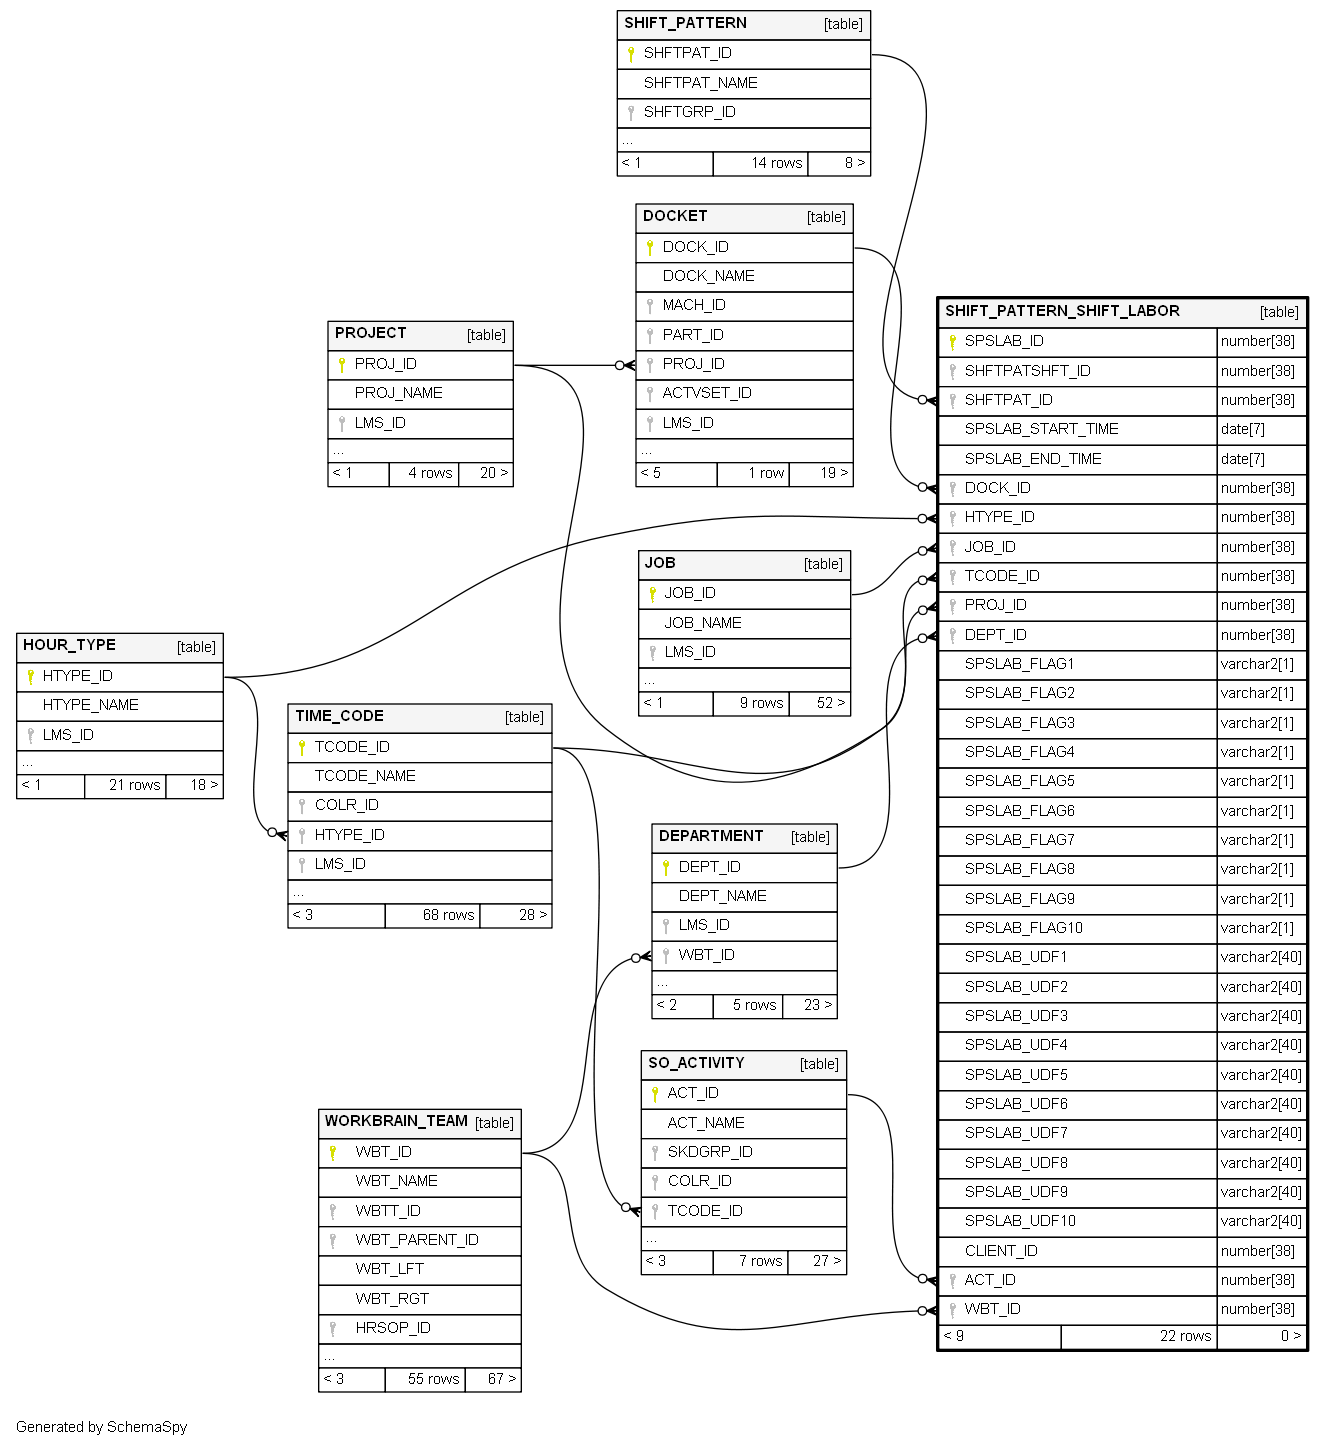 SHIFT_PATTERN [table]
SHFTPAT_ID
SHFTPAT_NAME
SHFTGRP_ID
...
< 1 14 rows 8 >
DOCKET [table]
DOCK_ID
DOCK_NAME
MACH_ID
PART_ID
PROJ_ID
ACTVSET_ID
LMS_ID
...
< 5 1 row 19 >
PROJECT [table]
PROJ_ID
PROJ_NAME
LMS_ID
...
< 1 4 rows 20 >
SHIFT_PATTERN_SHIFT_LABOR [table]
SPSLAB_ID number[38]
SHFTPATSHFT_ID number[38]
SHFTPAT_ID number[38]
SPSLAB_START_TIME date[7]
SPSLAB_END_TIME date[7]
DOCK_ID number[38]
HTYPE_ID number[38]
JOB_ID number[38]
TCODE_ID number[38]
PROJ_ID number[38]
DEPT_ID number[38]
SPSLAB_FLAG1 varchar2[1]
SPSLAB_FLAG2 varchar2[1]
SPSLAB_FLAG3 varchar2[1]
SPSLAB_FLAG4 varchar2[1]
SPSLAB_FLAG5 varchar2[1]
SPSLAB_FLAG6 varchar2[1]
SPSLAB_FLAG7 varchar2[1]
SPSLAB_FLAG8 varchar2[1]
SPSLAB_FLAG9 varchar2[1]
SPSLAB_FLAG10 varchar2[1]
SPSLAB_UDF1 varchar2[40]
SPSLAB_UDF2 varchar2[40]
SPSLAB_UDF3 varchar2[40]
SPSLAB_UDF4 varchar2[40]
SPSLAB_UDF5 varchar2[40]
SPSLAB_UDF6 varchar2[40]
SPSLAB_UDF7 varchar2[40]
SPSLAB_UDF8 varchar2[40]
SPSLAB_UDF9 varchar2[40]
SPSLAB_UDF10 varchar2[40]
CLIENT_ID number[38]
ACT_ID number[38]
WBT_ID number[38]
< 9 22 rows 0 >
JOB [table]
JOB_ID
JOB_NAME
LMS_ID
...
< 1 9 rows 52 >
HOUR_TYPE [table]
HTYPE_ID
HTYPE_NAME
LMS_ID
...
< 1 21 rows 18 >
TIME_CODE [table]
TCODE_ID
TCODE_NAME
COLR_ID
HTYPE_ID
LMS_ID
...
< 3 68 rows 28 >
DEPARTMENT [table]
DEPT_ID
DEPT_NAME
LMS_ID
WBT_ID
...
< 2 5 rows 23 >
SO_ACTIVITY [table]
ACT_ID
ACT_NAME
SKDGRP_ID
COLR_ID
TCODE_ID
...
< 3 7 rows 27 >
WORKBRAIN_TEAM [table]
WBT_ID
WBT_NAME
WBTT_ID
WBT_PARENT_ID
WBT_LFT
WBT_RGT
HRSOP_ID
...
< 3 55 rows 67 >
Generated by SchemaSpy